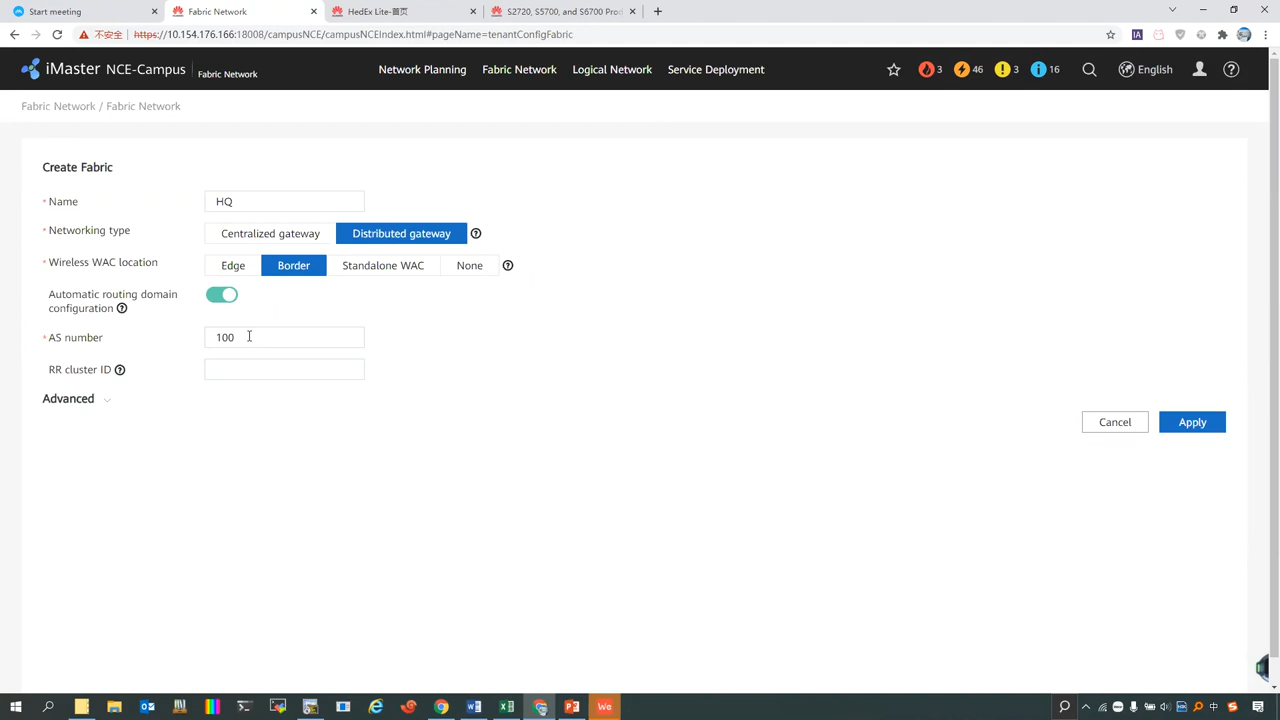 Start meeting
Fabric Network
HedEx Lite-首页
S2720, S5700, and S6700 Prod
不安全
https://10.154.176.166:18008/campusNCE/campusNCEIndex.html#pageName=tenantConfigFabric
iMaster NCE-Campus
Fabric Network
Network Planning
Fabric Network
Logical Network
Service Deployment
3
46
3
16
English
Fabric Network / Fabric Network
Create Fabric
* Name
HQ
* Networking type
Centralized gateway
Distributed gateway
* Wireless WAC location
Edge
Border
Standalone WAC
None
Automatic routing domain
configuration
* AS number
100
RR cluster ID
Advanced
Cancel
Apply
We
中